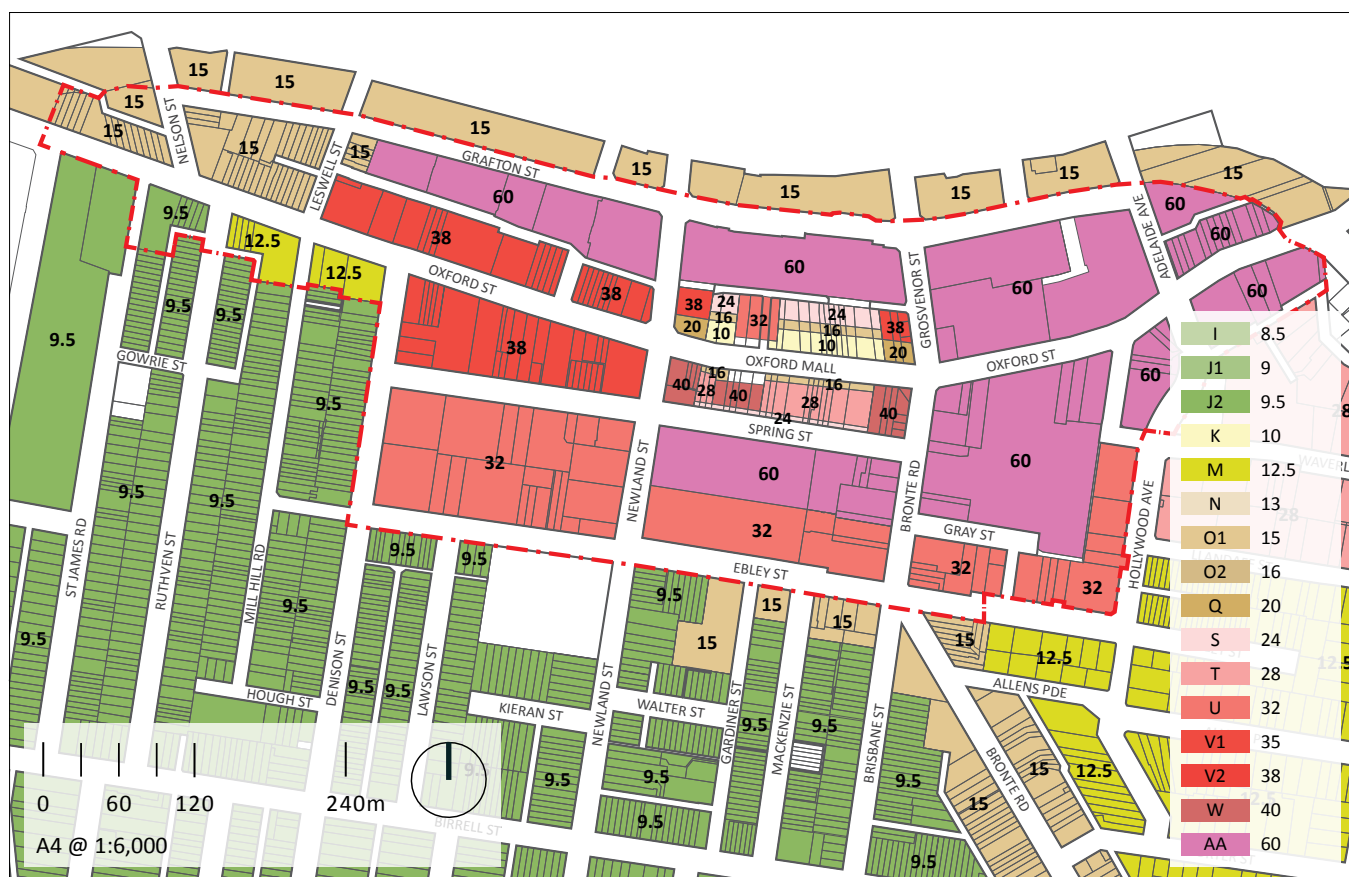 15
15
15
15
15
15
15
15
15
15
15
15
NELSON ST
LESWELL ST
GRAFTON ST
60
60
60
60
60
60
60
60
60
ADELAIDE AVE
GROSVENOR ST
9.5
12.5
12.5
38
38
38
OXFORD ST
38
24
16
10
20
32
24
16
10
38
20
OXFORD MALL
OXFORD ST
9.5
9.5
9.5
9.5
GOWRIE ST
16
40
28
40
28
24
16
40
SPRING ST
32
NEWLAND ST
32
BRONTE RD
GRAY ST
32
32
HOLLYWOOD AVE
EBLEY ST
ST JAMES RD
RUTHVEN ST
MILL HILL RD
DENISON ST
LAWSON ST
9.5
9.5
9.5
9.5
9.5
9.5
9.5
9.5
9.5
15
15
15
15
12.5
ALLENS PDE
HOUGH ST
KIERAN ST
NEWLAND ST
WALTER ST
GARDINER ST
MACKENZIE ST
BRISBANE ST
BRONTE RD
9.5
9.5
9.5
9.5
9.5
9.5
9.5
9.5
15
15
12.5
BIRRELL ST
I 8.5
J1 9
J2 9.5
K 10
M 12.5
N 13
O1 15
O2 16
Q 20
S 24
T 28
U 32
V1 35
V2 38
W 40
AA 60
28
28
12.5
12.5
0 60 120 240m
A4 @ 1:6,000